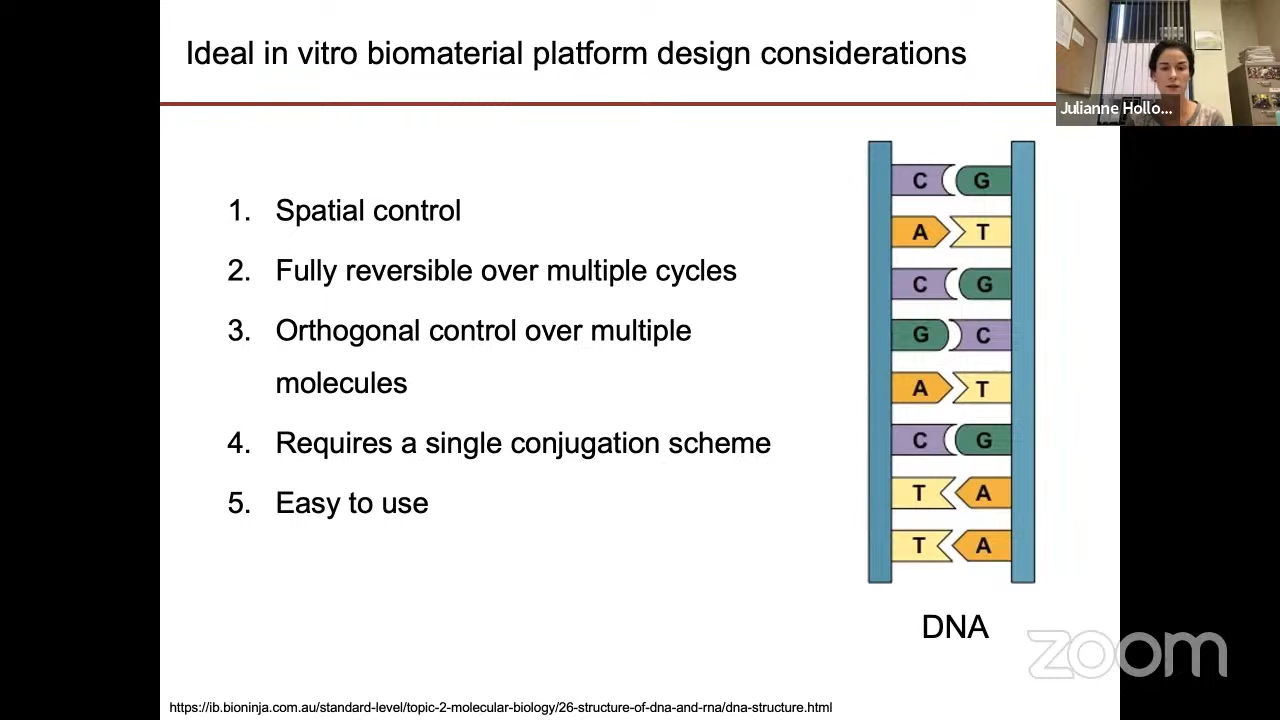 Ideal in vitro biomaterial platform design considerations
Julianne Hollo...
1. Spatial control
2. Fully reversible over multiple cycles
3. Orthogonal control over multiple
molecules
4. Requires a single conjugation scheme
5. Easy to use
C G
A T
C G
G C
A T
C G
T A
T A
DNA
zoom
https://ib.bioninja.com.au/standard-level/topic-2-molecular-biology/26-structure-of-dna-and-rna/dna-structure.html